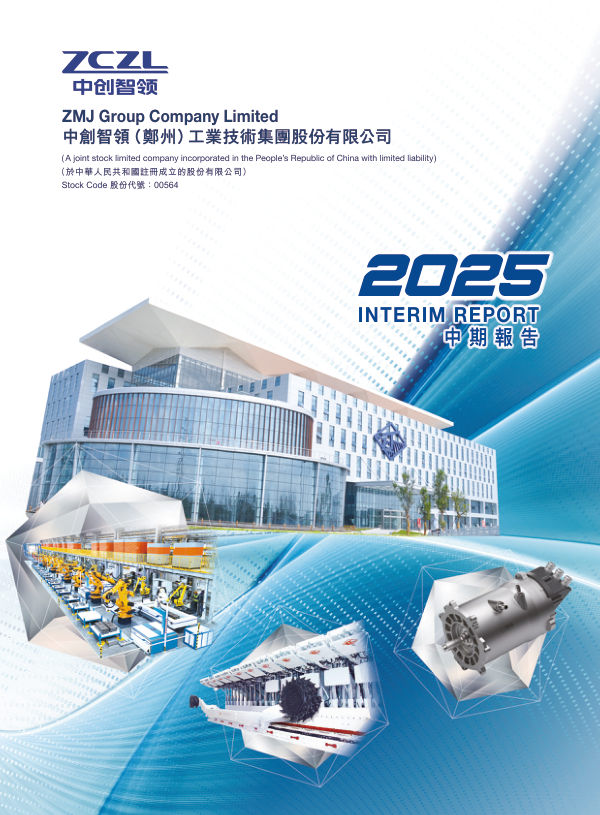 ZCZL
中创智领
ZMJ Group Company Limited
中創智領（鄭州）工業技術集團股份有限公司
(A joint stock limited company incorporated in the People's Republic of China with limited liability)
（於中華人民共和國註冊成立的股份有限公司）
Stock Code 股份代號：00564
2025
INTERIM REPORT
中期報告